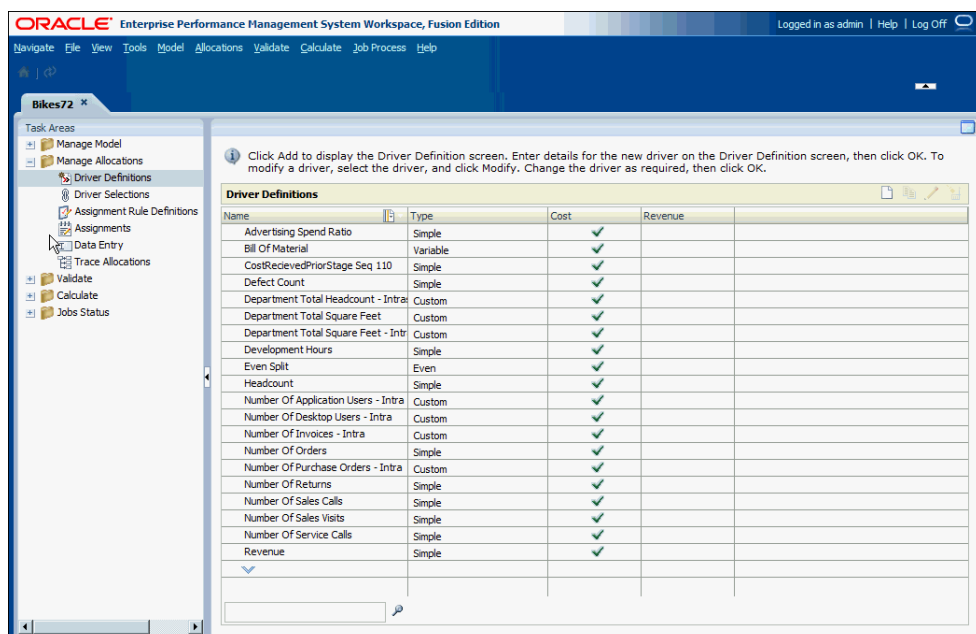 ORACLE Enterprise Performance Management System Workspace, Fusion Edition
Logged in as admin | Help | Log Off
Navigate File View Tools Model Allocations Validate Calculate Job Process Help
Bikes72
Task Areas
Manage Model
Manage Allocations
Driver Definitions
Driver Selections
Assignment Rule Definitions
Assignments
Data Entry
Trace Allocations
Validate
Calculate
Jobs Status
Click Add to display the Driver Definition screen. Enter details for the new driver on the Driver Definition screen, then click OK. To
modify a driver, select the driver, and click Modify. Change the driver as required, then click OK.
Driver Definitions
Name Type Cost Revenue
Advertising Spend Ratio Simple
Bill Of Material Variable
CostRecievedPriorStage Seq 110 Simple
Defect Count Simple
Department Total Headcount - Intra Custom
Department Total Square Feet Custom
Department Total Square Feet - Intr Custom
Development Hours Simple
Even Split Even
Headcount Simple
Number Of Application Users - Intra Custom
Number Of Desktop Users - Intra Custom
Number Of Invoices - Intra Custom
Number Of Orders Simple
Number Of Purchase Orders - Intra Custom
Number Of Returns Simple
Number Of Sales Calls Simple
Number Of Sales Visits Simple
Number Of Service Calls Simple
Revenue Simple